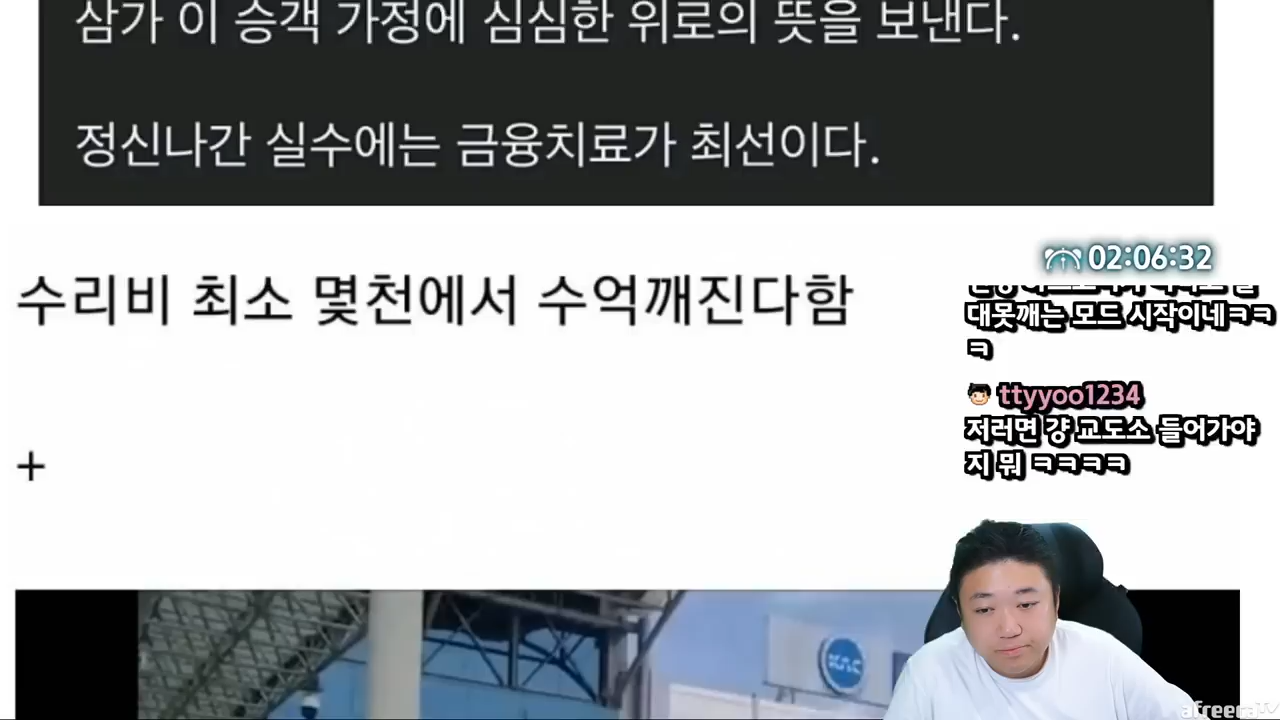 삼가 이 승객 가정에 심심한 위로의 뜻을 보낸다.
정신나간 실수에는 금융치료가 최선이다.
수리비 최소 몇천에서 수억깨진다함
+
02:06:32
대못깨는 모드 시작이네ㅋㅋ
ㅋ
ttyyoo1234
저러면 걍 교도소 들어가야
지 뭐 ㅋㅋㅋㅋ
KAC
afreecaTV